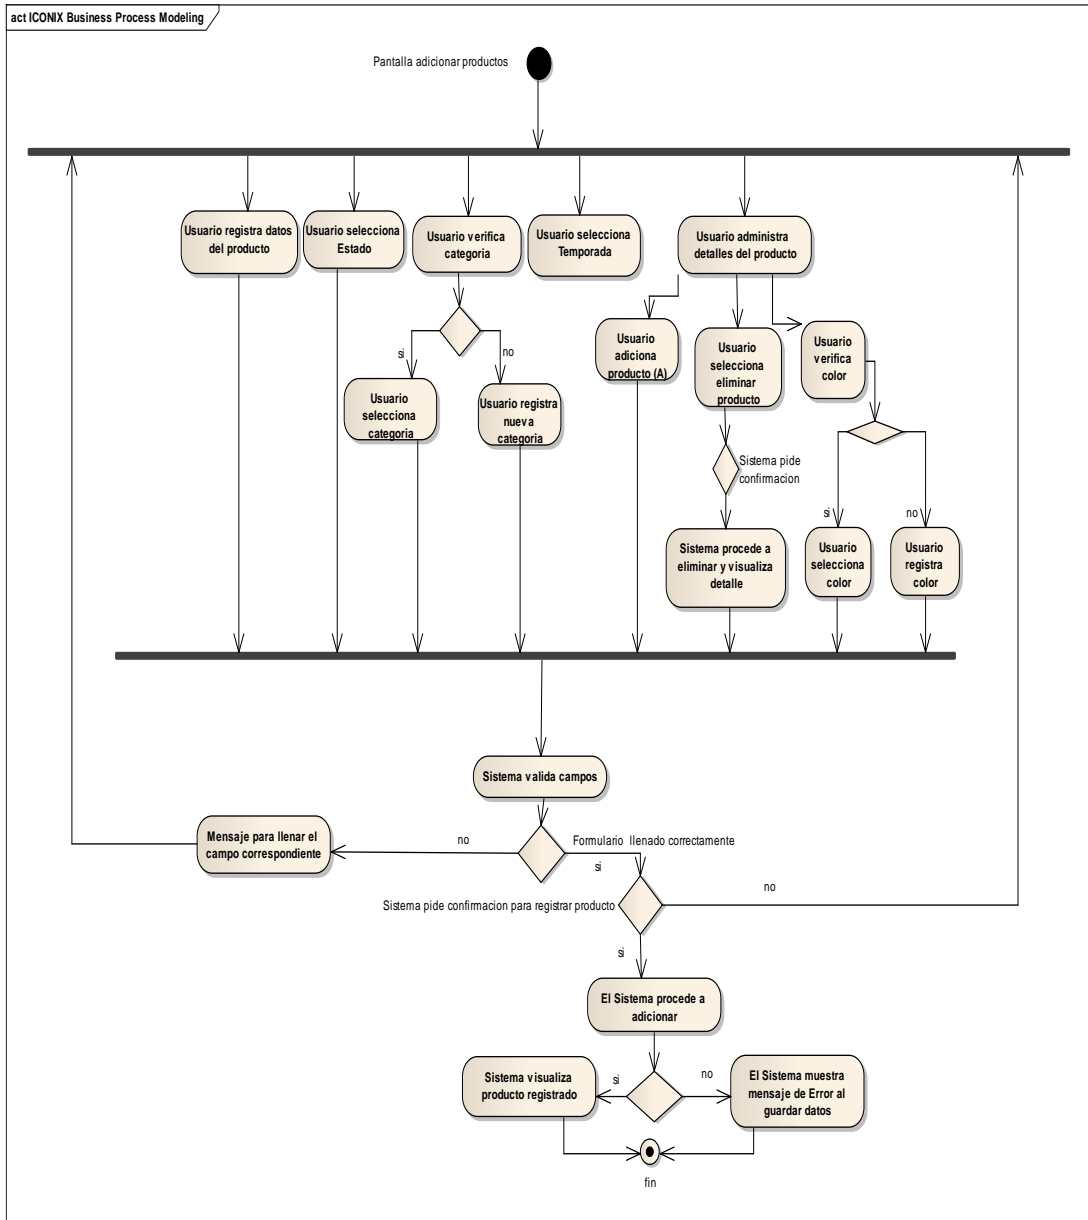 act ICONIX Business Process Modeling
Pantalla adicionar productos
Usuario registra datos
del producto
Usuario selecciona
Estado
Usuario verifica
categoria
Usuario selecciona
Temporada
Usuario administra
detalles del producto
si
no
Usuario
selecciona
categoria
Usuario registra
nueva
categoria
Usuario
adiciona
producto (A)
Usuario
selecciona
eliminar
producto
Usuario
verifica
color
Sistema pide
confirmacion
si
no
Sistema procede a
eliminar y visualiza
detalle
Usuario
selecciona
color
Usuario
registra
color
Sistema valida campos
Mensaje para llenar el
campo correspondiente
no
Formulario llenado correctamente
si
Sistema pide confirmacion para registrar producto
no
si
El Sistema procede a
adicionar
Sistema visualiza
producto registrado
si
no
El Sistema muestra
mensaje de Error al
guardar datos
fin